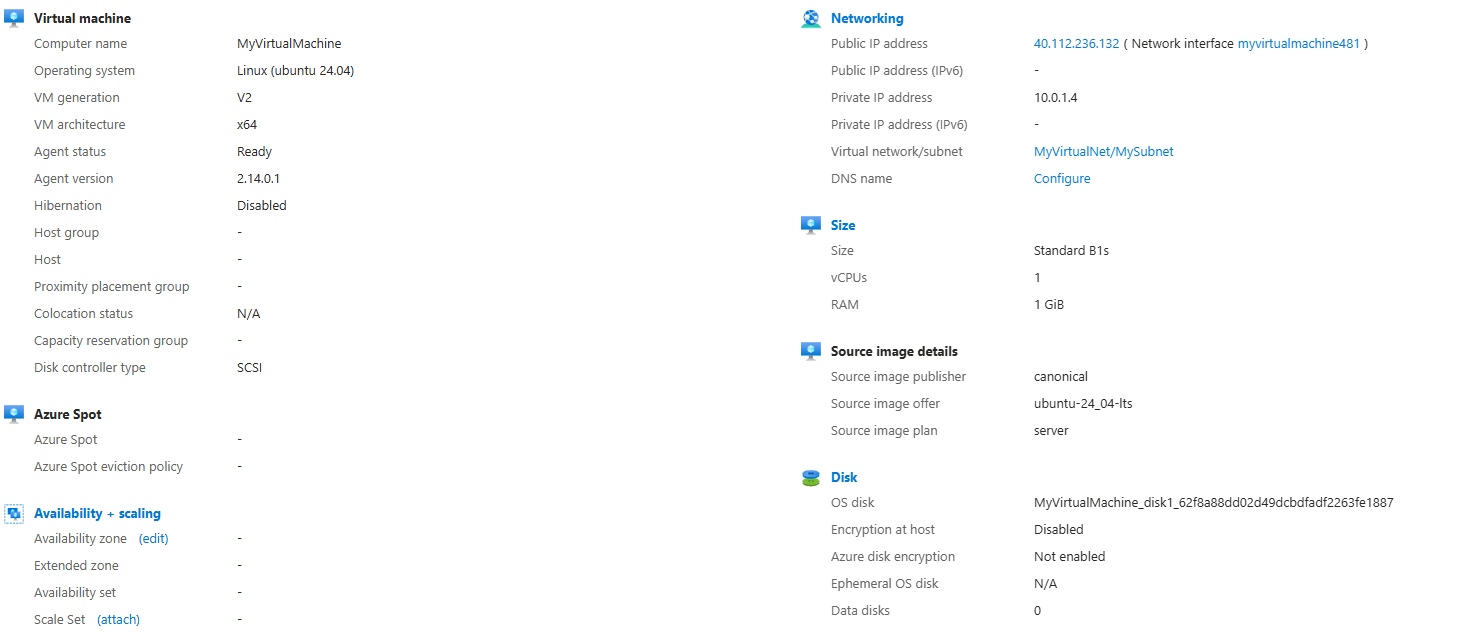 Virtual machine
Computer name MyVirtualMachine
Operating system Linux (ubuntu 24.04)
VM generation V2
VM architecture x64
Agent status Ready
Agent version 2.14.0.1
Hibernation Disabled
Host group -
Host -
Proximity placement group -
Colocation status N/A
Capacity reservation group -
Disk controller type SCSI
Azure Spot
Azure Spot -
Azure Spot eviction policy -
Availability + scaling
Availability zone (edit) -
Extended zone -
Availability set -
Scale Set (attach) -
Networking
Public IP address 40.112.236.132 ( Network interface myvirtualmachine481 )
Public IP address (IPv6) -
Private IP address 10.0.1.4
Private IP address (IPv6) -
Virtual network/subnet MyVirtualNet/MySubnet
DNS name Configure
Size
Size Standard B1s
vCPUs 1
RAM 1 GiB
Source image details
Source image publisher canonical
Source image offer ubuntu-24_04-lts
Source image plan server
Disk
OS disk MyVirtualMachine_disk1_62f8a88dd02d49dcbdfadf2263fe1887
Encryption at host Disabled
Azure disk encryption Not enabled
Ephemeral OS disk N/A
Data disks 0